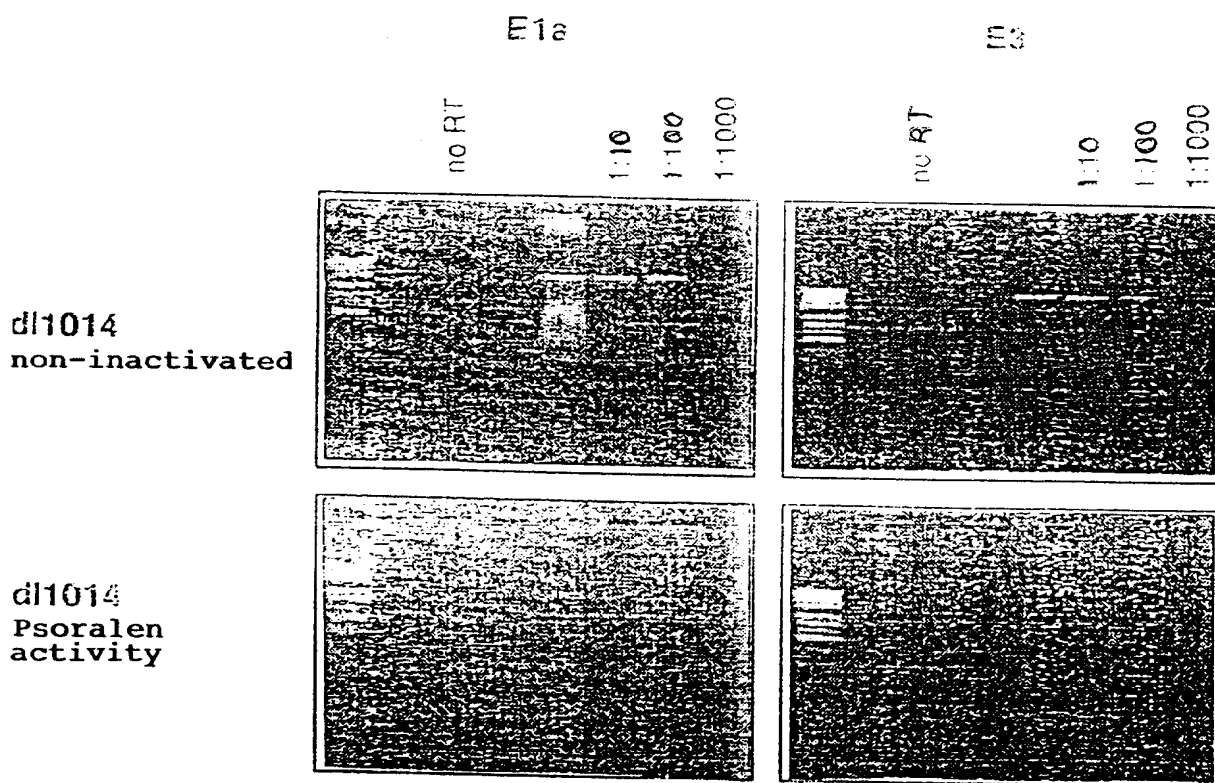 E1a
E3
no RT
1:10
1:100
1:1000
no RT
1:10
1:100
1:1000
dl1014
non-inactivated
dl1014
Psoralen
activity